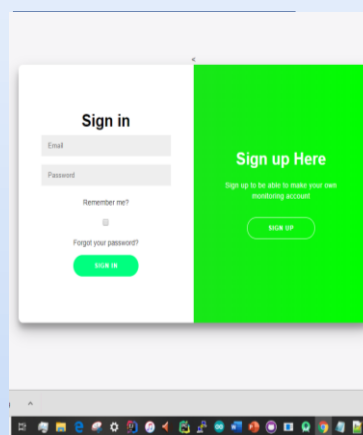 <
Sign in
Email
Password
Remember me?
Forgot your password?
SIGN IN
Sign up Here
Sign up to be able to make your own
monitoring account
SIGN UP